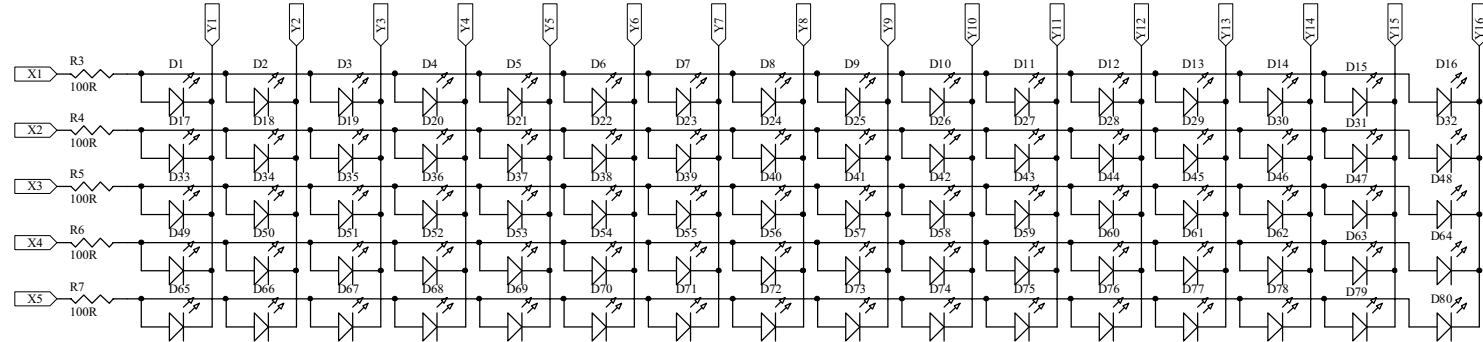 Y1 Y2 Y3 Y4 Y5 Y6 Y7 Y8 Y9 Y10 Y11 Y12 Y13 Y14 Y15 Y16
R3 D1 D2 D3 D4 D5 D6 D7 D8 D9 D10 D11 D12 D13 D14 D15 D16
X1
100R
D17 D18 D19 D20 D21 D22 D23 D24 D25 D26 D27 D28 D29 D30 D31 D32
R4
X2
100R
D33 D34 D35 D36 D37 D38 D39 D40 D41 D42 D43 D44 D45 D46 D47 D48
R5
X3
100R
D49 D50 D51 D52 D53 D54 D55 D56 D57 D58 D59 D60 D61 D62 D63 D64
R6
X4
100R
D65 D66 D67 D68 D69 D70 D71 D72 D73 D74 D75 D76 D77 D78 D79 D80
R7
X5
100R